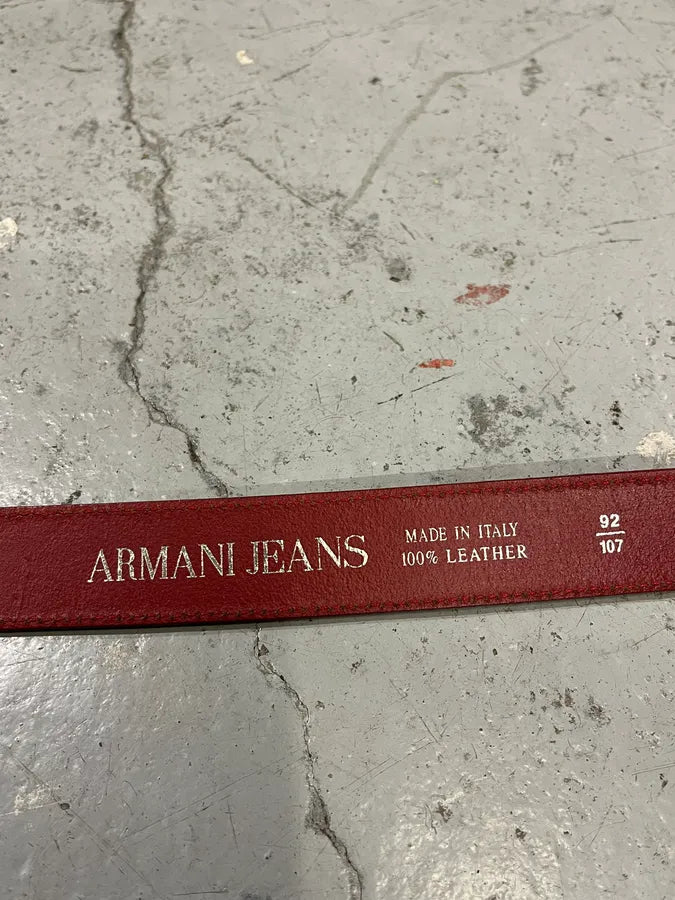 ARMANI JEANS
MADE IN ITALY
100% LEATHER
92
107